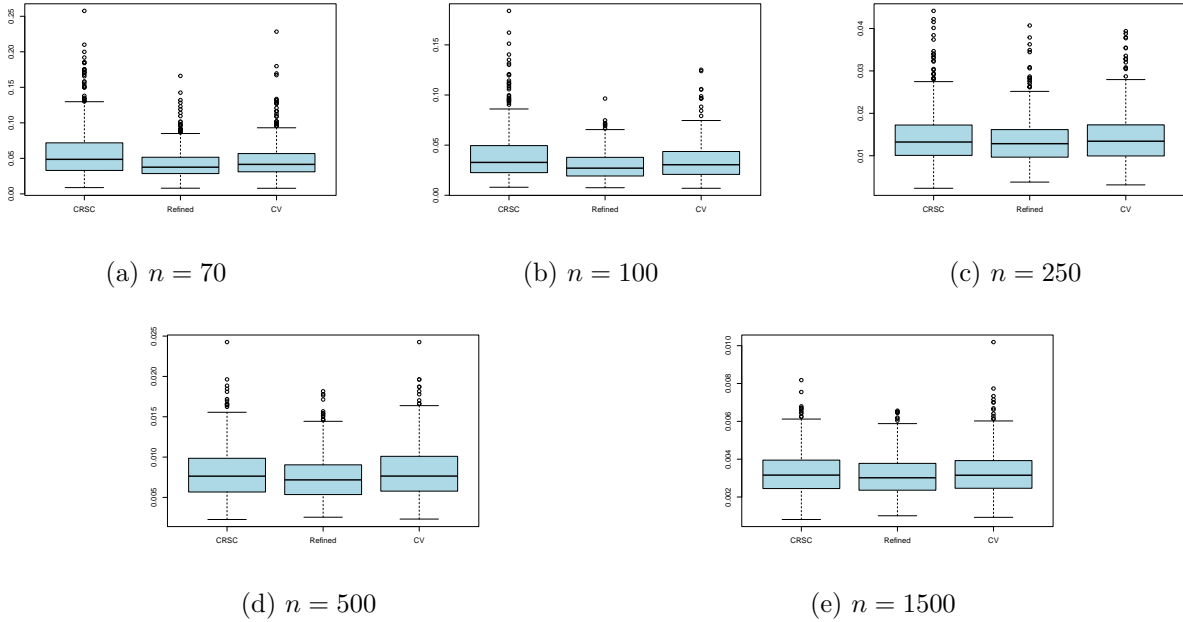 0.00 0.05 0.10 0.15 0.20 0.25
CRSC Refined CV
(a) n = 70
0.00 0.05 0.10 0.15
CRSC Refined CV
(b) n = 100
0.01 0.02 0.03 0.04
CRSC Refined CV
(c) n = 250
0.005 0.010 0.015 0.020 0.025
CRSC Refined CV
(d) n = 500
0.002 0.004 0.006 0.008 0.010
CRSC Refined CV
(e) n = 1500